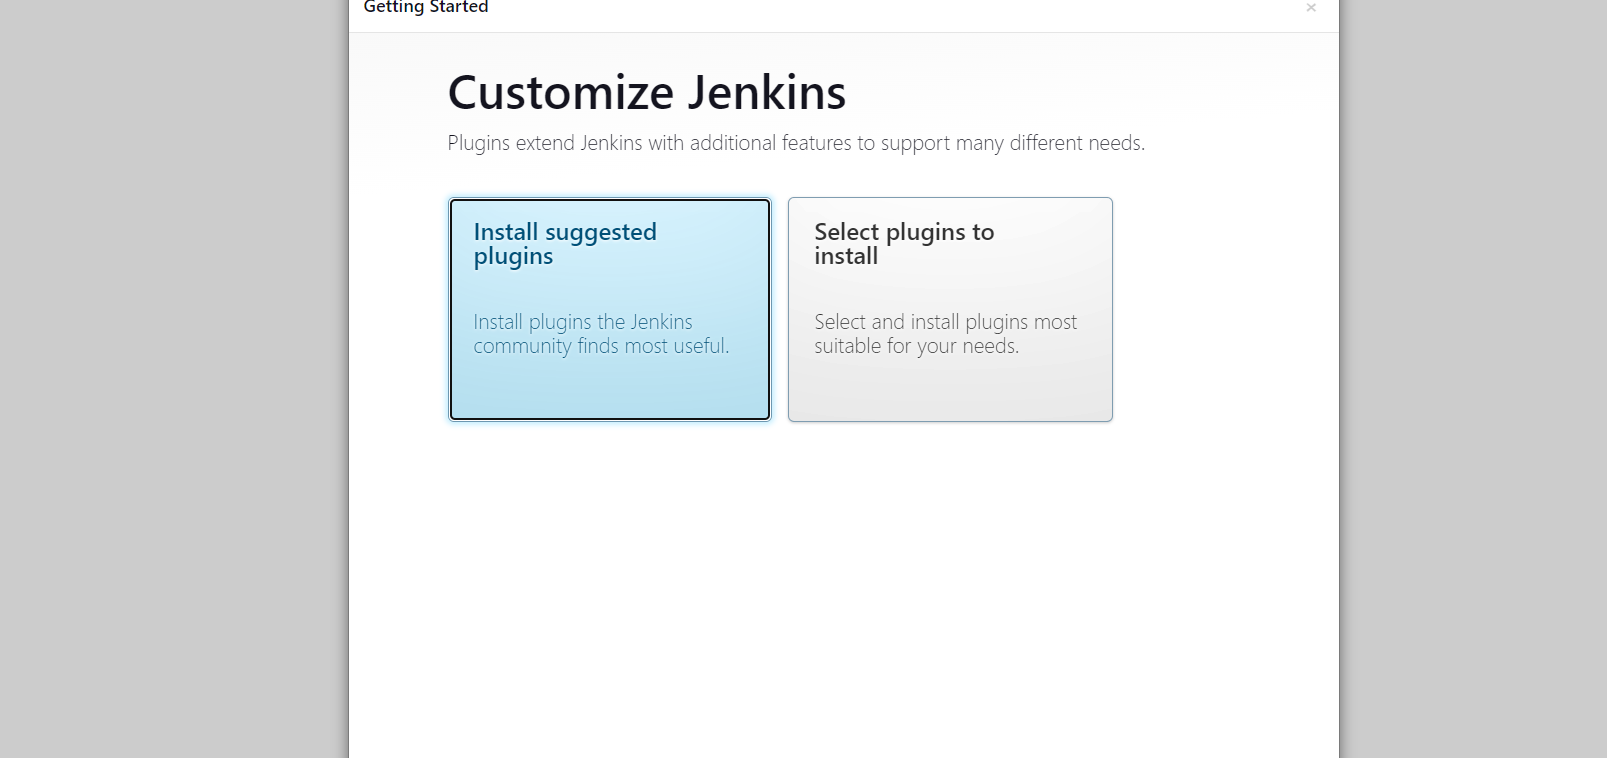 Getting Started
×
Customize Jenkins
Plugins extend Jenkins with additional features to support many different needs.
Install suggested
plugins
Install plugins the Jenkins
community finds most useful.
Select plugins to
install
Select and install plugins most
suitable for your needs.